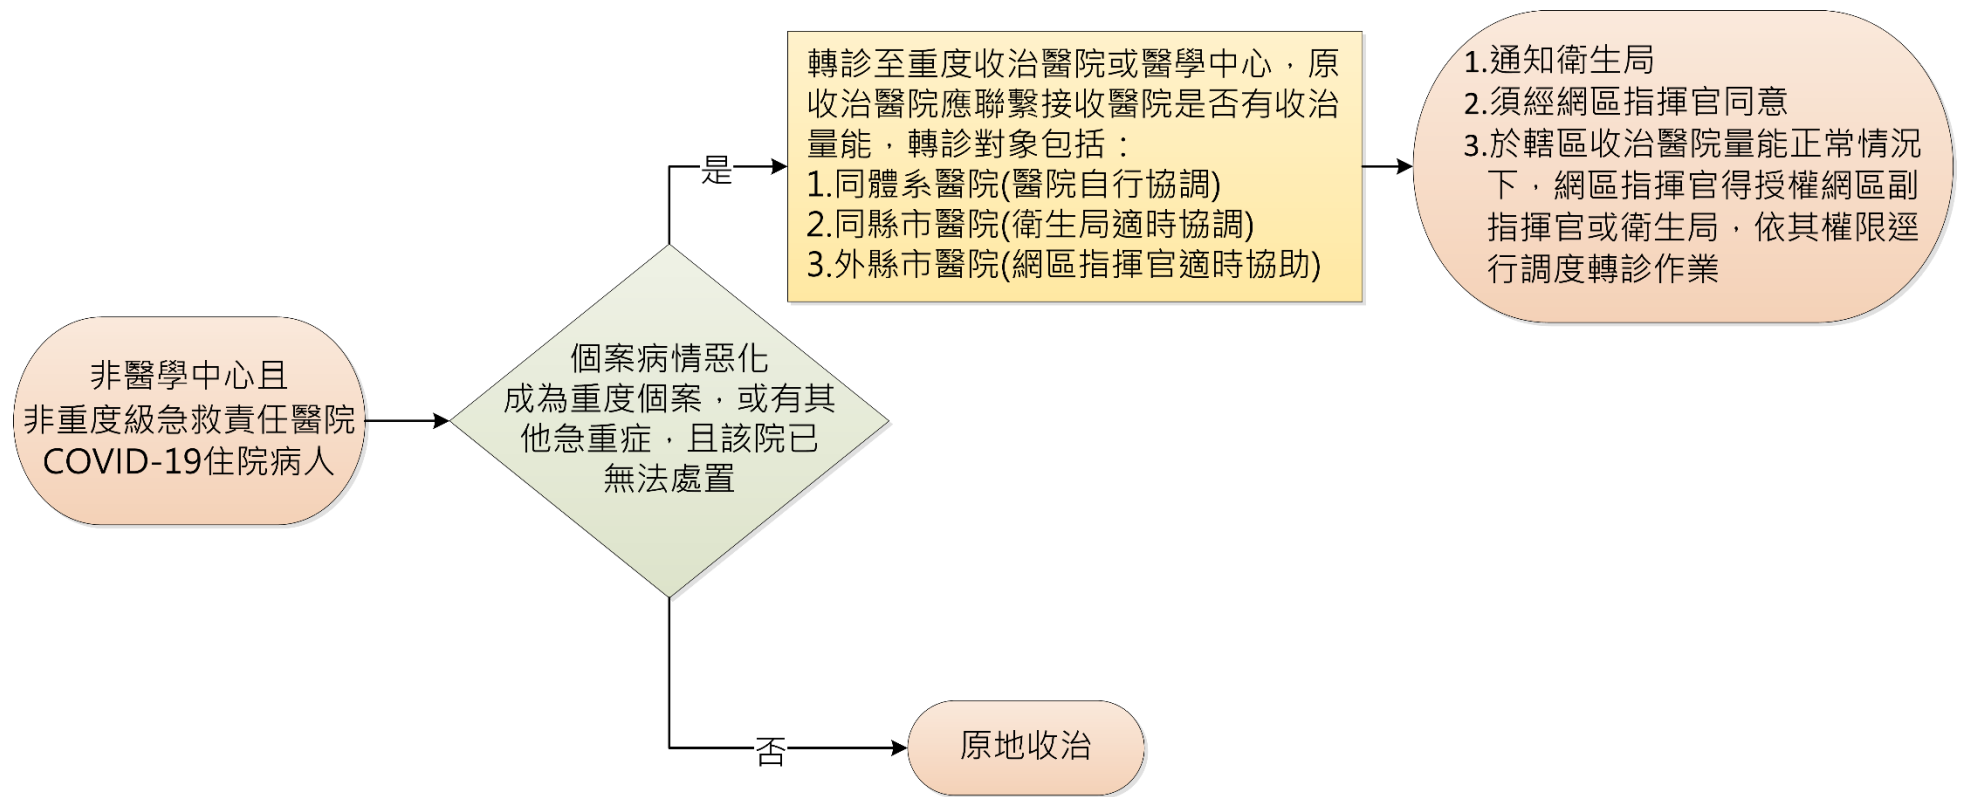 非醫學中心且
非重度級急救責任醫院
COVID-19住院病人
個案病情惡化
成為重度個案，或有其
他急重症，且該院已
無法處置
是
轉診至重度收治醫院或醫學中心，原
收治醫院應聯繫接收醫院是否有收治
量能，轉診對象包括：
1.同體系醫院(醫院自行協調)
2.同縣市醫院(衛生局適時協調)
3.外縣市醫院(網區指揮官適時協助)
1.通知衛生局
2.須經網區指揮官同意
3.於轄區收治醫院量能正常情況
下，網區指揮官得授權網區副
指揮官或衛生局，依其權限逕
行調度轉診作業
否
原地收治